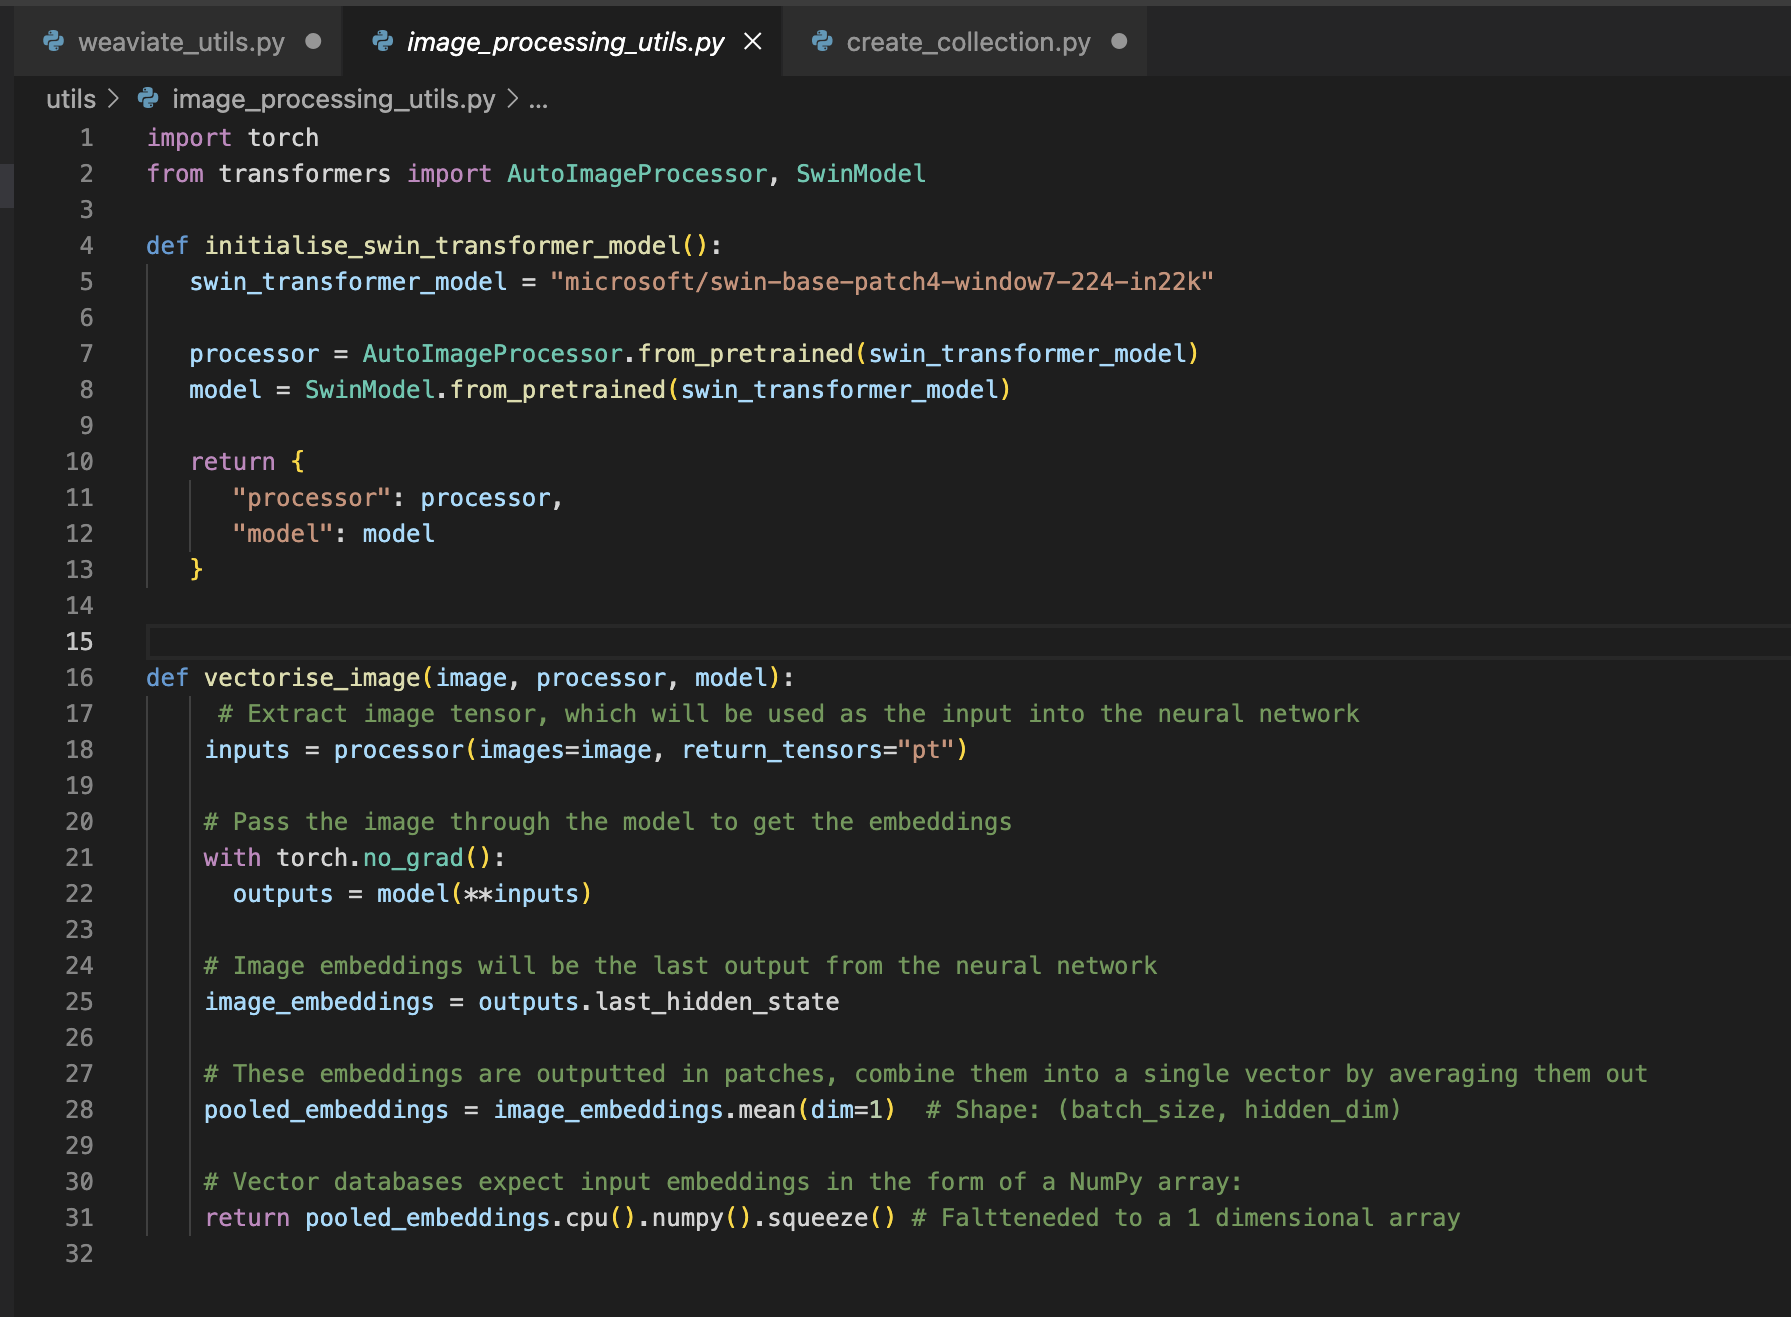 weaviate_utils.py image_processing_utils.py create_collection.py
utils > image_processing_utils.py > ...
1 import torch
2 from transformers import AutoImageProcessor, SwinModel
3
4 def initialise_swin_transformer_model():
5 swin_transformer_model = "microsoft/swin-base-patch4-window7-224-in22k"
6
7 processor = AutoImageProcessor.from_pretrained(swin_transformer_model)
8 model = SwinModel.from_pretrained(swin_transformer_model)
9
10 return {
11 "processor": processor,
12 "model": model
13 }
14
15
16 def vectorise_image(image, processor, model):
17 # Extract image tensor, which will be used as the input into the neural network
18 inputs = processor(images=image, return_tensors="pt")
19
20 # Pass the image through the model to get the embeddings
21 with torch.no_grad():
22 outputs = model(**inputs)
23
24 # Image embeddings will be the last output from the neural network
25 image_embeddings = outputs.last_hidden_state
26
27 # These embeddings are outputted in patches, combine them into a single vector by averaging them out
28 pooled_embeddings = image_embeddings.mean(dim=1) # Shape: (batch_size, hidden_dim)
29
30 # Vector databases expect input embeddings in the form of a NumPy array:
31 return pooled_embeddings.cpu().numpy().squeeze() # Faltteneded to a 1 dimensional array
32